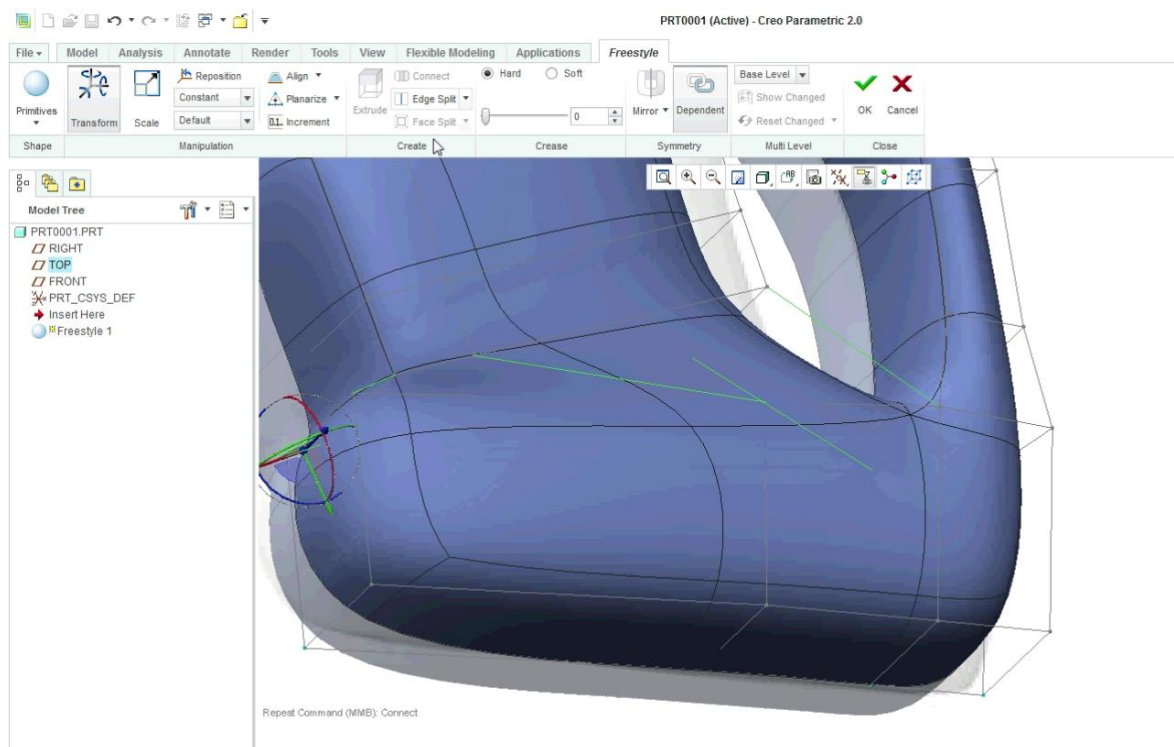 PRT0001 (Active) - Creo Parametric 2.0
File Model Analysis Annotate Render Tools View Flexible Modeling Applications Freestyle
Primitives
Transform
Scale
Reposition
Constant
Default
Align
Planarize
0.1.. Increment
Extrude
Connect
Edge Split
Face Split
Hard Soft
0
Mirror
Dependent
Base Level
Show Changed
Reset Changed
OK
Cancel
Shape Manipulation Create Crease Symmetry Multi Level Close
Model Tree
PRT0001.PRT
RIGHT
TOP
FRONT
PRT_CSYS_DEF
Insert Here
Freestyle 1
Repeat Command (MMB): Connect